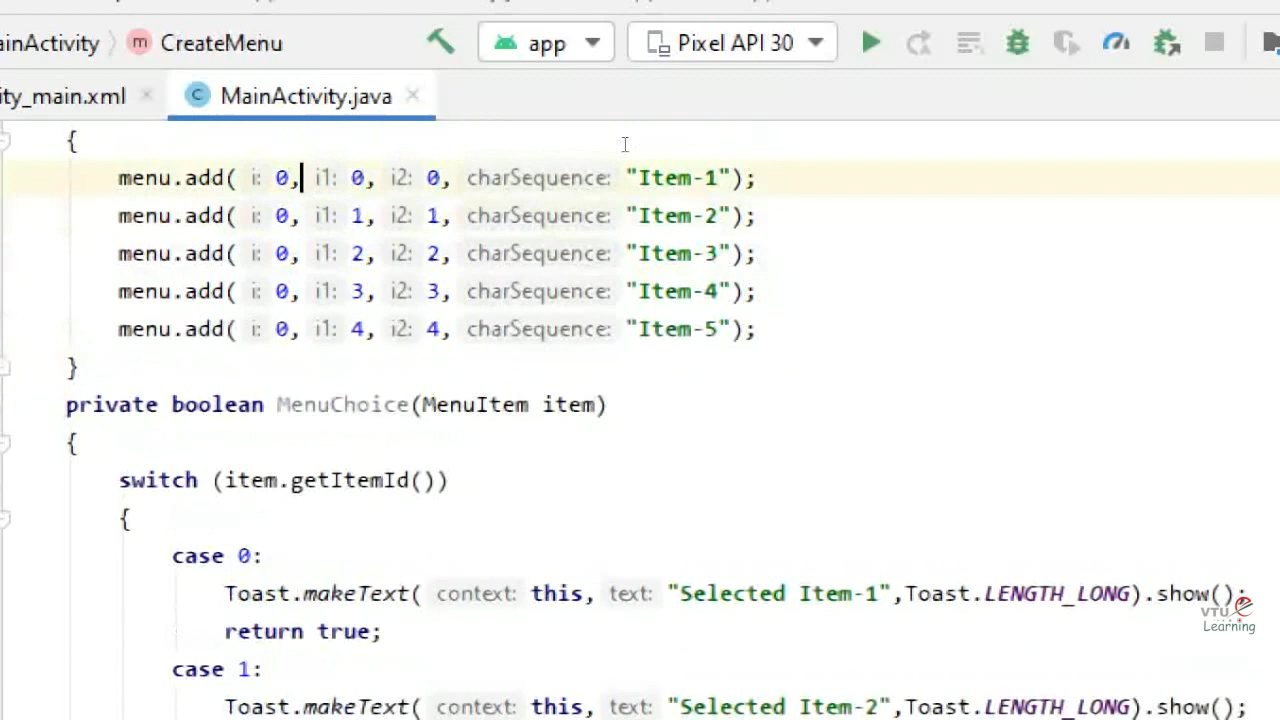 ainActivity m CreateMenu app Pixel API 30
ity_main.xml C MainActivity.java
{
menu.add( i: 0, i1: 0, i2: 0, charSequence: "Item-1");
menu.add( i: 0, i1: 1, i2: 1, charSequence: "Item-2");
menu.add( i: 0, i1: 2, i2: 2, charSequence: "Item-3");
menu.add( i: 0, i1: 3, i2: 3, charSequence: "Item-4");
menu.add( i: 0, i1: 4, i2: 4, charSequence: "Item-5");
}
private boolean MenuChoice(MenuItem item)
{
switch (item.getItemId())
{
case 0:
Toast.makeText( context: this, text: "Selected Item-1",Toast.LENGTH_LONG).show();
return true;
case 1:
Toast.makeText( context: this, text: "Selected Item-2",Toast.LENGTH_LONG).show();
VTU e
Learning